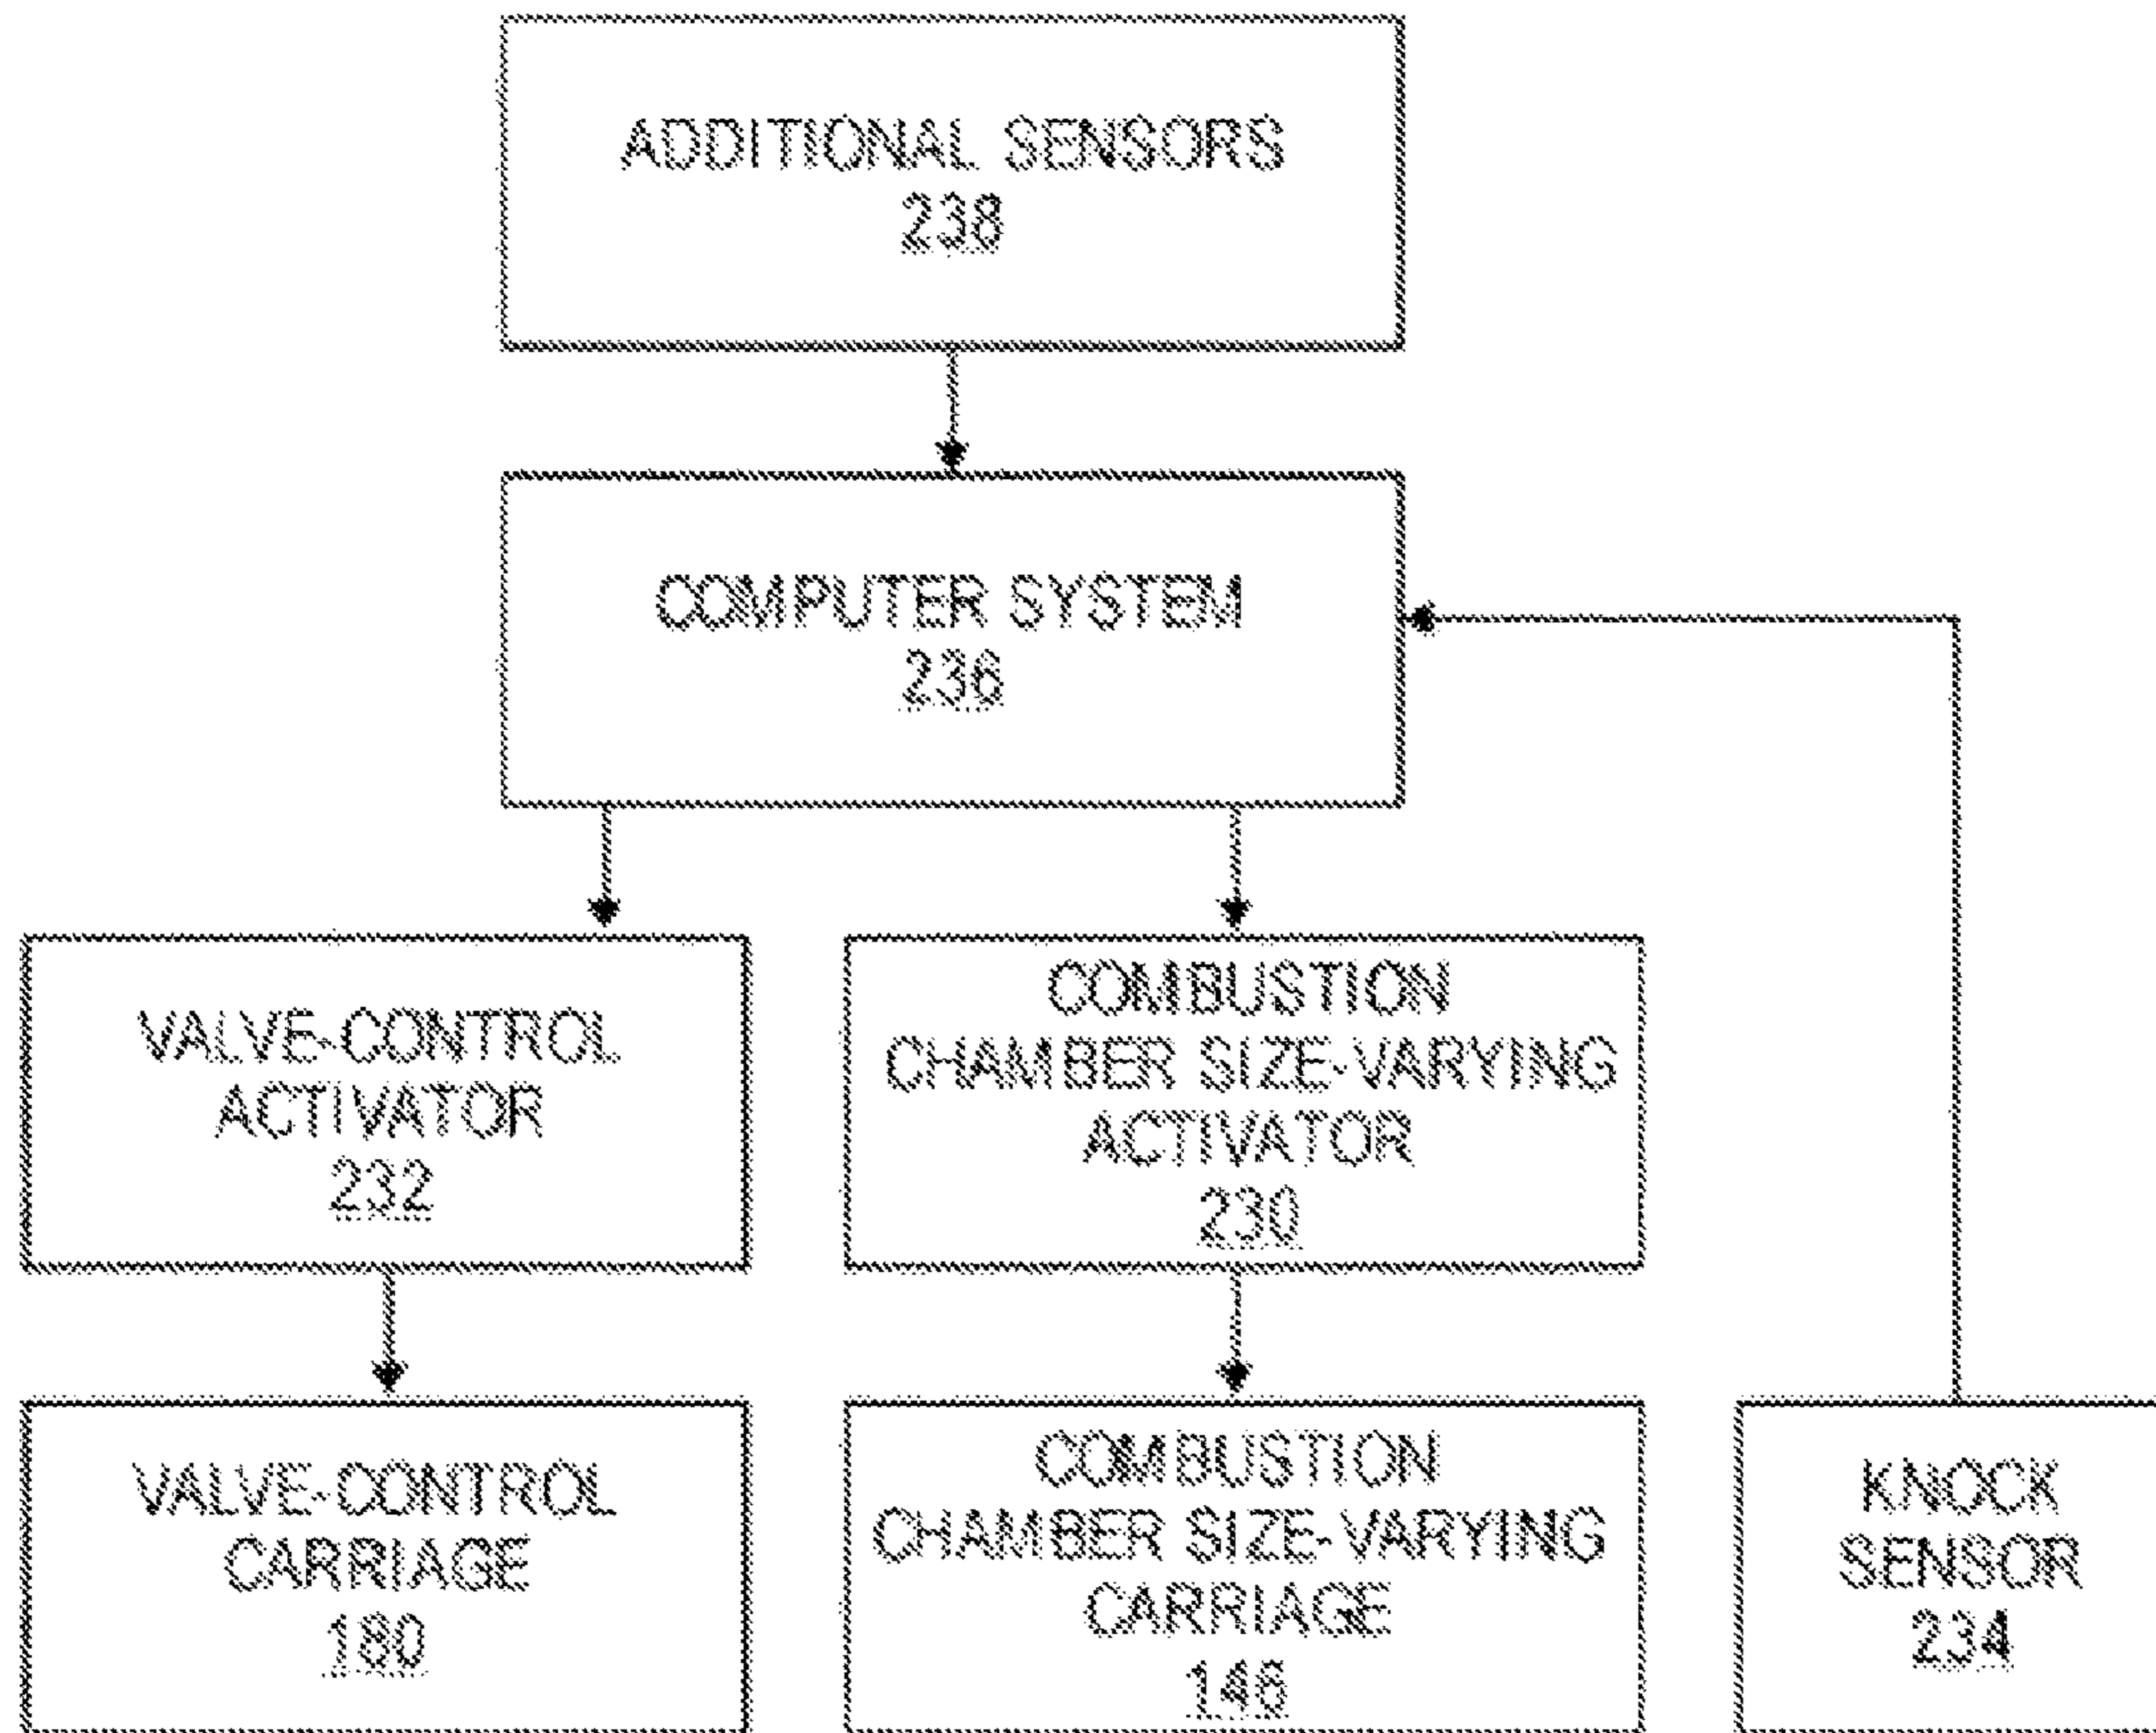 ADDITIONAL SENSORS
238
COMPUTER SYSTEM
236
VALVE-CONTROL
ACTIVATOR
232
COMBUSTION
CHAMBER SIZE-VARYING
ACTIVATOR
230
VALVE-CONTROL
CARRIAGE
180
COMBUSTION
CHAMBER SIZE-VARYING
CARRIAGE
146
KNOCK
SENSOR
234